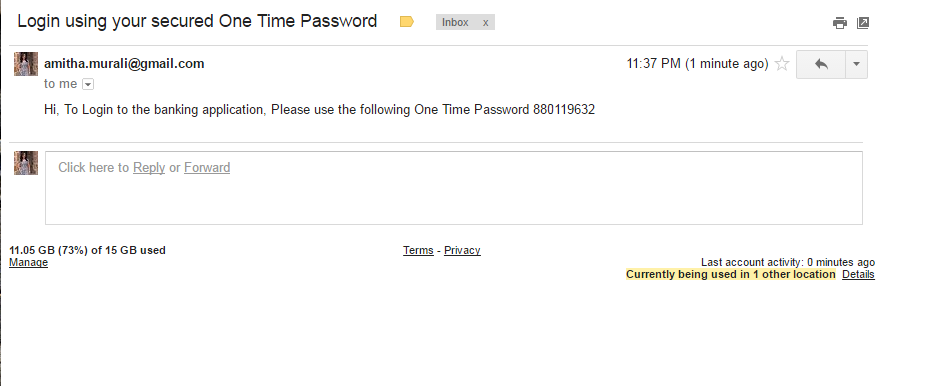 Login using your secured One Time Password
Inbox x
amitha.murali@gmail.com
11:37 PM (1 minute ago)
to me
Hi, To Login to the banking application, Please use the following One Time Password 880119632
Click here to Reply or Forward
11.05 GB (73%) of 15 GB used
Manage
Terms - Privacy
Last account activity: 0 minutes ago
Currently being used in 1 other location Details